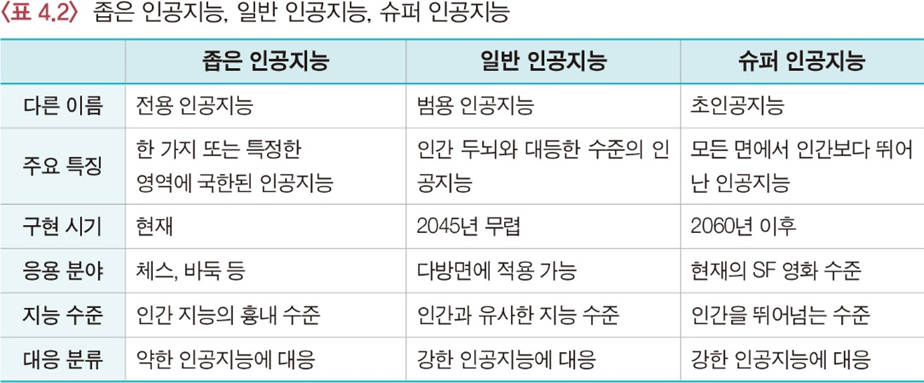 〈표 4.2〉 좁은 인공지능, 일반 인공지능, 슈퍼 인공지능
좁은 인공지능 일반 인공지능 슈퍼 인공지능
다른 이름 전용 인공지능 범용 인공지능 초인공지능
주요 특징 한 가지 또는 특정한 영역에 국한된 인공지능 인간 두뇌와 대등한 수준의 인공지능 모든 면에서 인간보다 뛰어난 인공지능
구현 시기 현재 2045년 무렵 2060년 이후
응용 분야 체스, 바둑 등 다방면에 적용 가능 현재의 SF 영화 수준
지능 수준 인간 지능의 흉내 수준 인간과 유사한 지능 수준 인간을 뛰어넘는 수준
대응 분류 약한 인공지능에 대응 강한 인공지능에 대응 강한 인공지능에 대응